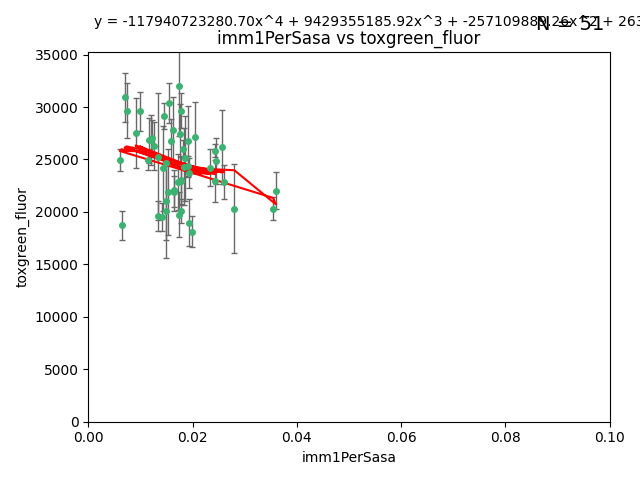 y = -117940723280.70x^4 + 9429355185.92x^3 +
N = 51
imm1PerSasa vs toxgreen_fluor
35000
30000
25000
20000
15000
10000
5000
0
toxgreen_fluor
0.00 0.02 0.04 0.06 0.08 0.10
imm1PerSasa